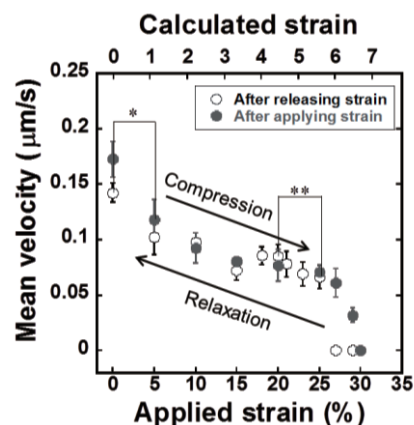 Calculated strain
0 1 2 3 4 5 6 7
0.25
0.2
0.15
0.1
0.05
0
Mean velocity (μm/s)
After releasing strain
After applying strain
*
**
Compression
Relaxation
0 5 10 15 20 25 30 35
Applied strain (%)